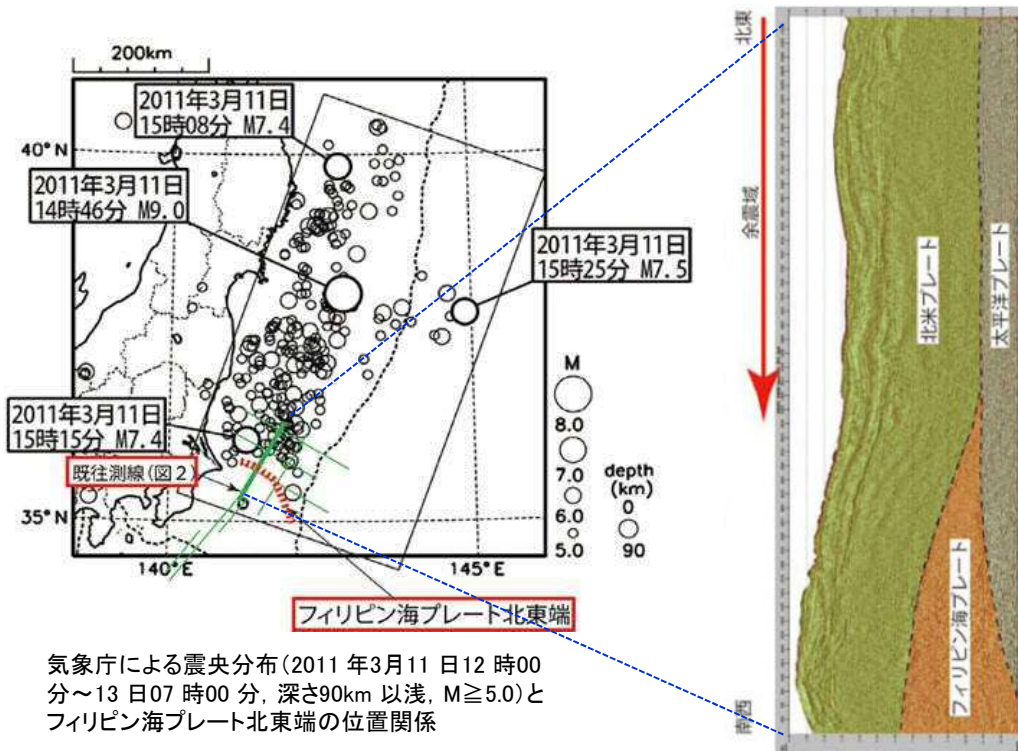 200km
2011年3月11日
15時08分 M7.4
40°N
2011年3月11日
14時46分 M9.0
2011年3月11日
15時25分 M7.5
2011年3月11日
15時15分 M7.4
既往測線(図2)
35°N
140°E
145°E
M
8.0
7.0
6.0
5.0
depth
(km)
0
90
フィリピン海プレート北東端
気象庁による震央分布(2011 年3月11 日12 時00
分～13 日07 時00 分, 深さ90km 以浅, M≧5.0)と
フィリピン海プレート北東端の位置関係
北東
余震域
南西
北米プレート
太平洋プレート
フィリピン海プレート